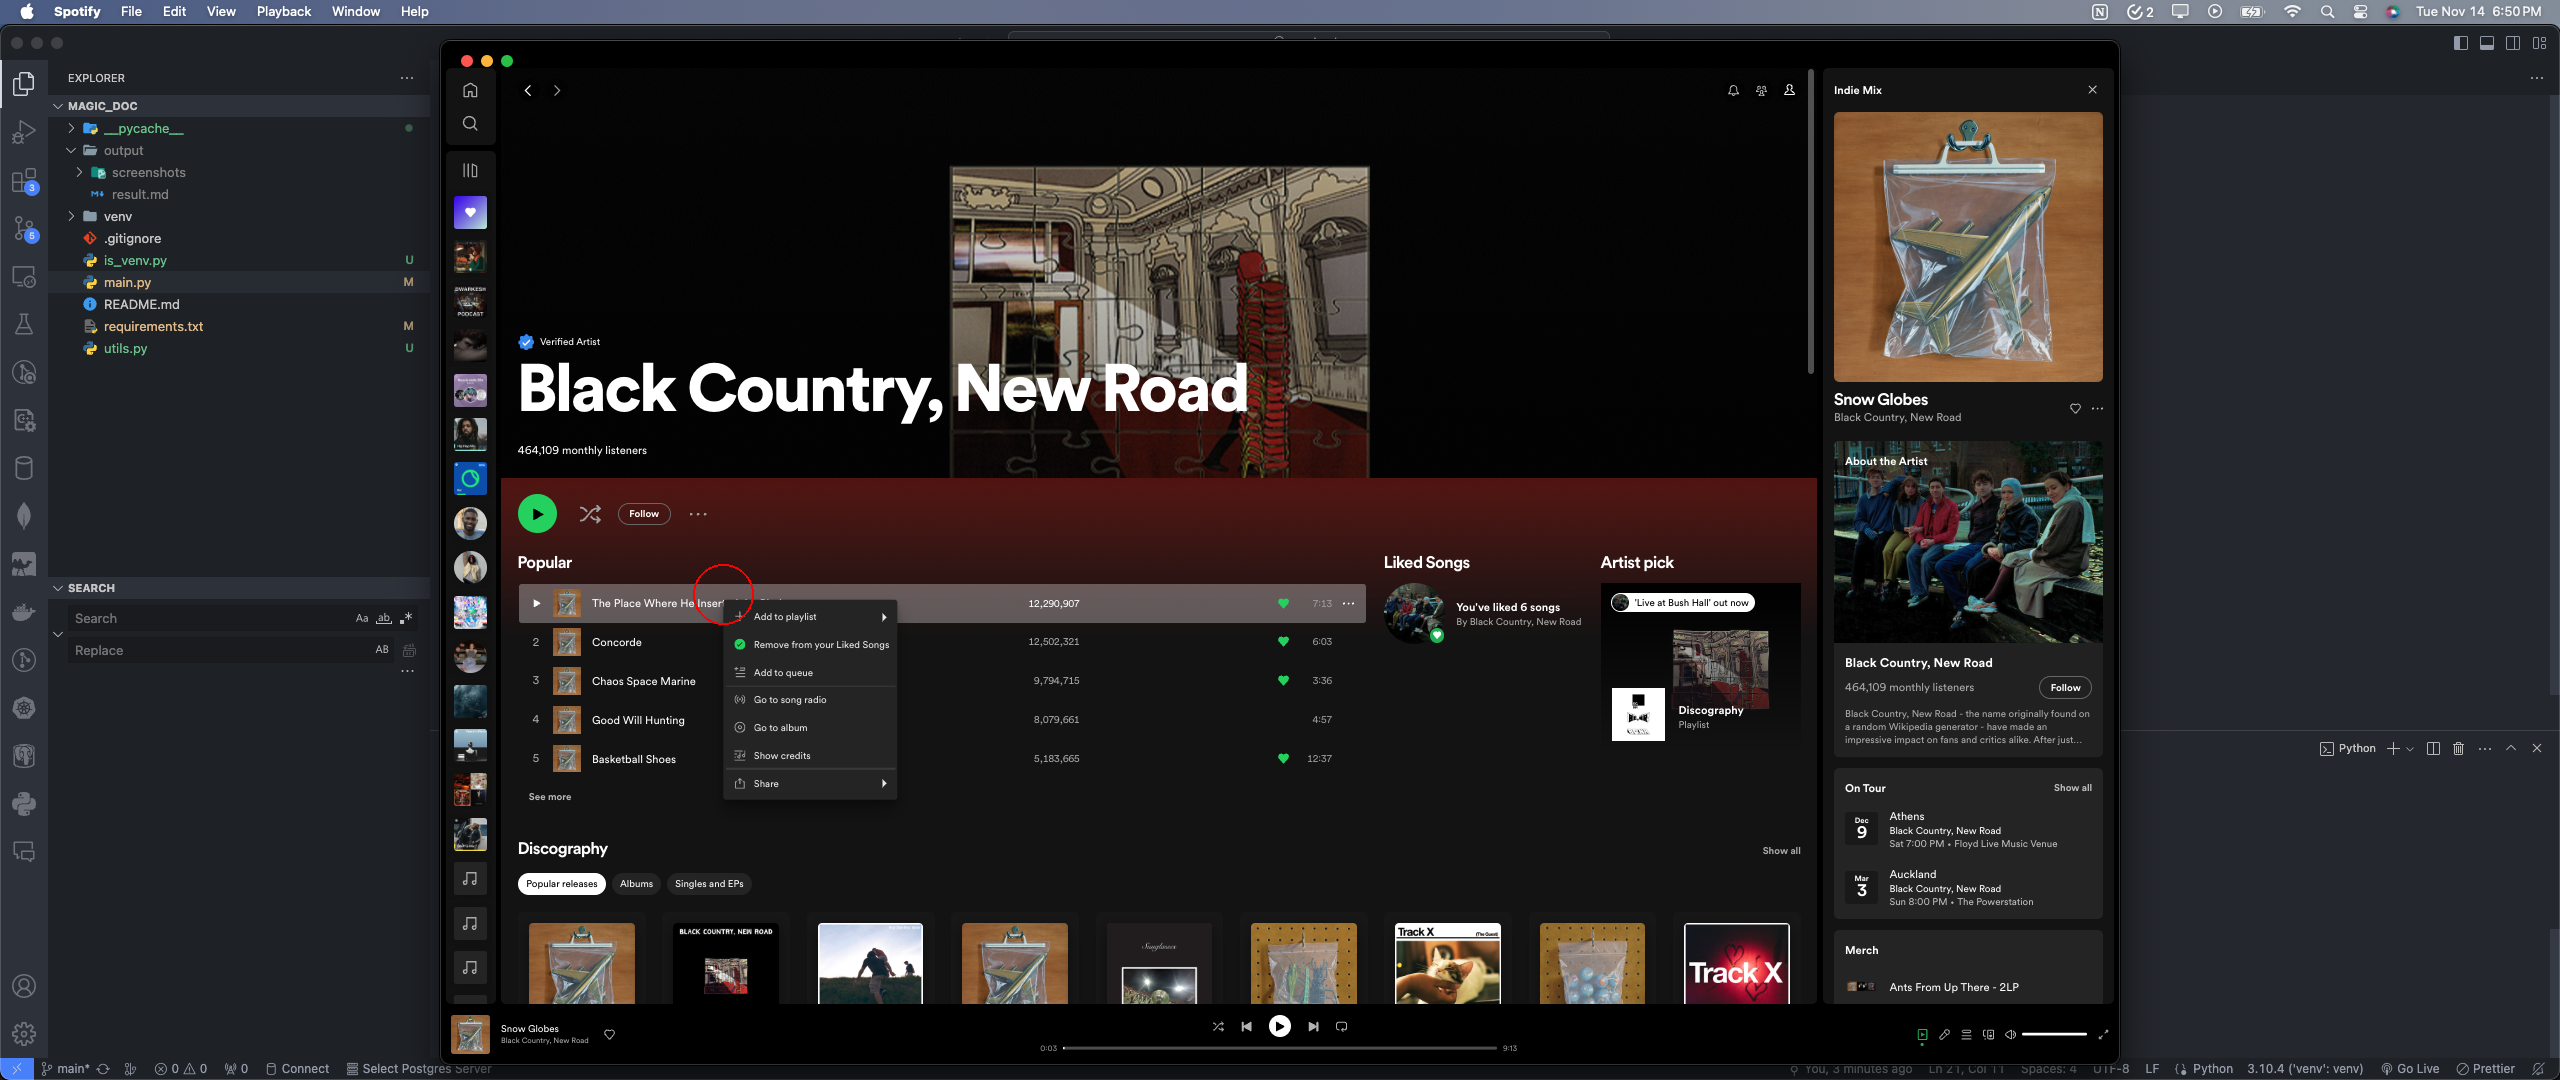 Spotify File Edit View Playback Window Help
2
Tue Nov 14 6:50 PM
EXPLORER
MAGIC_DOC
__pycache__
output
screenshots
result.md
venv
.gitignore
is_venv.py U
main.py M
README.md
requirements.txt M
utils.py U
3
5
SEARCH
Search Aa ab
Replace AB
Verified Artist
Black Country, New Road
464,109 monthly listeners
Follow
Popular
The Place Where He Inser
12,290,907
7:13
2 Concorde 12,502,321 6:03
3 Chaos Space Marine 9,794,715 3:36
4 Good Will Hunting 8,079,661 4:57
5 Basketball Shoes 5,183,665 12:37
See more
Add to playlist
Remove from your Liked Songs
Add to queue
Go to song radio
Go to album
Show credits
Share
Liked Songs
You've liked 6 songs
By Black Country, New Road
Artist pick
'Live at Bush Hall' out now
Discography
Playlist
Discography
Show all
Popular releases Albums Singles and EPs
BLACK COUNTRY, NEW ROAD
Sunglasses
Track X (The Guest)
Track X
DWARKESH
PODCAST
Indie Mix
Snow Globes
Black Country, New Road
About the Artist
Black Country, New Road
464,109 monthly listeners
Follow
Black Country, New Road - the name originally found on
a random Wikipedia generator - have made an
impressive impact on fans and critics alike. After just...
On Tour
Show all
Dec
9
Athens
Black Country, New Road
Sat 7:00 PM • Floyd Live Music Venue
Mar
3
Auckland
Black Country, New Road
Sun 8:00 PM • The Powerstation
Merch
Ants From Up There - 2LP
Snow Globes
Black Country, New Road
0:03
9:13
Python
main* 0 0 0 Connect Select Postgres Server
You, 3 minutes ago Ln 21, Col 11 Spaces: 4 UTF-8 LF Python 3.10.4 ('venv': venv) Go Live Prettier